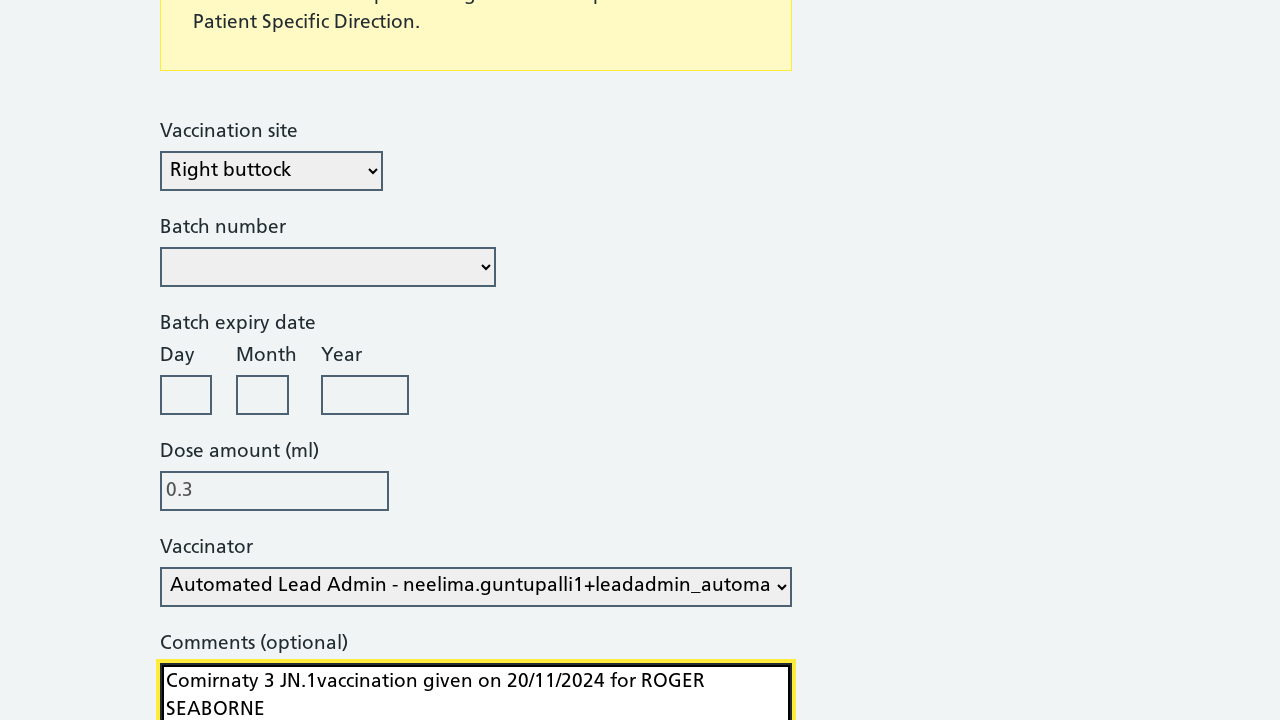 Patient Specific Direction.
Vaccination site
Right buttock
Batch number
Batch expiry date
Day Month Year
Dose amount (ml)
0.3
Vaccinator
Automated Lead Admin - neelima.guntupalli1+leadadmin_automa
Comments (optional)
Comirnaty 3 JN.1vaccination given on 20/11/2024 for ROGER
SEABORNE